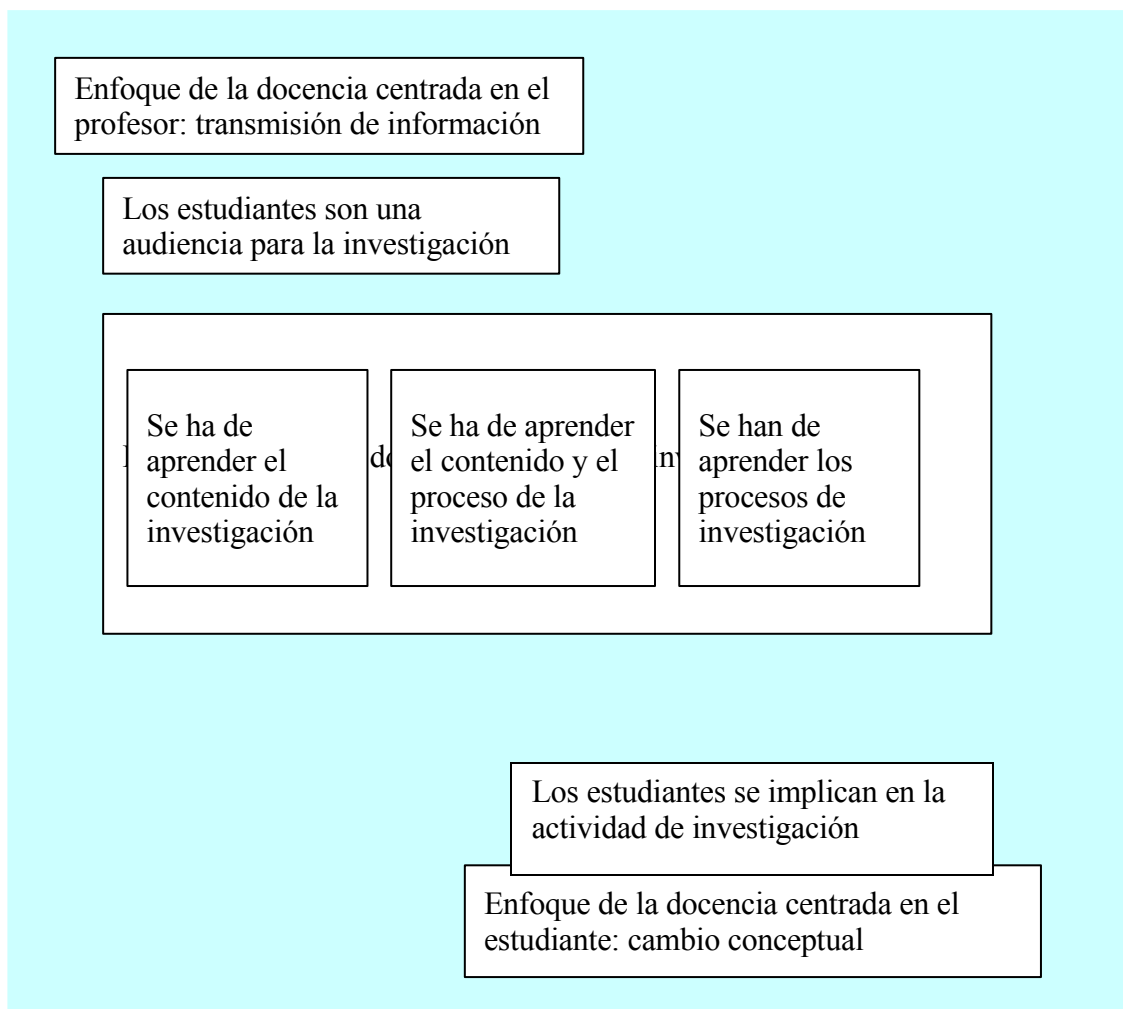 Enfoque de la docencia centrada en el
profesor: transmisión de información
Los estudiantes son una
audiencia para la investigación
Se ha de
aprender el
contenido de la
investigación
Se ha de aprender
el contenido y el
proceso de la
investigación
Se han de
aprender los
procesos de
investigación
Los estudiantes se implican en la
actividad de investigación
Enfoque de la docencia centrada en el
estudiante: cambio conceptual